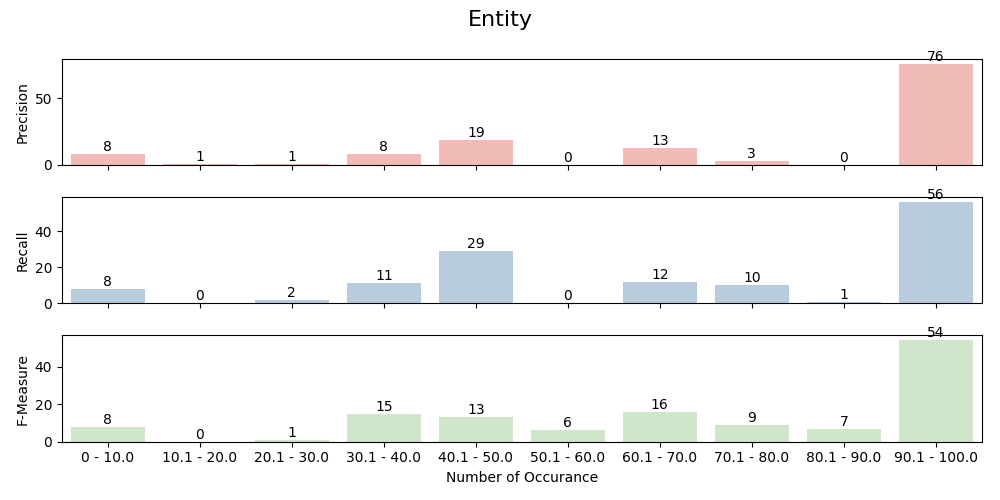 Entity
Precision
50
0
8 1 1 8 19 0 13 3 0 76
Recall
40
20
0
8 0 2 11 29 0 12 10 1 56
F-Measure
40
20
0
8 0 1 15 13 6 16 9 7 54
0 - 10.0 10.1 - 20.0 20.1 - 30.0 30.1 - 40.0 40.1 - 50.0 50.1 - 60.0 60.1 - 70.0 70.1 - 80.0 80.1 - 90.0 90.1 - 100.0
Number of Occurance